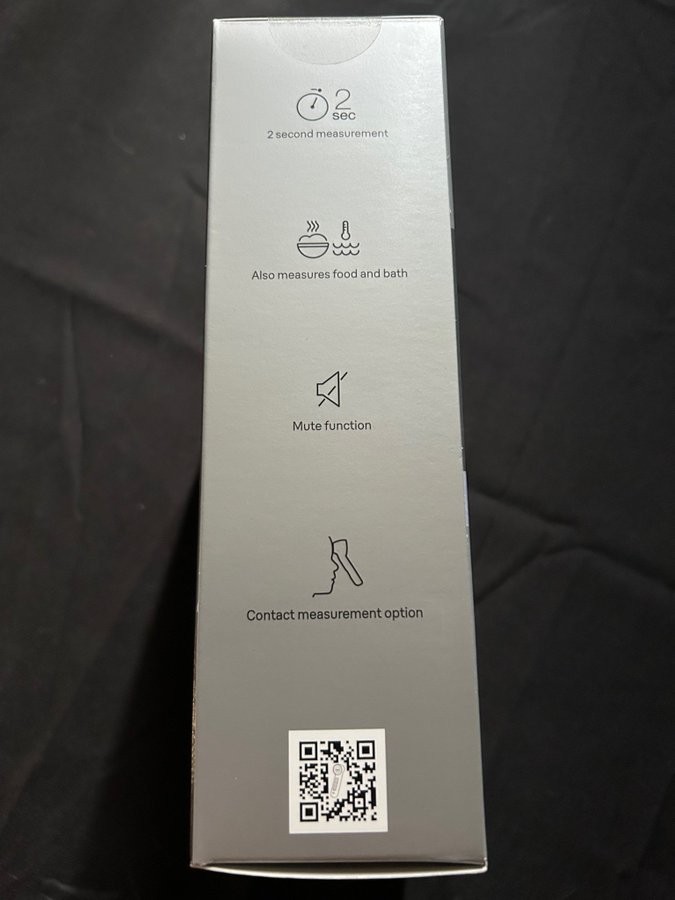 2
sec
2 second measurement
Also measures food and bath
Mute function
Contact measurement option